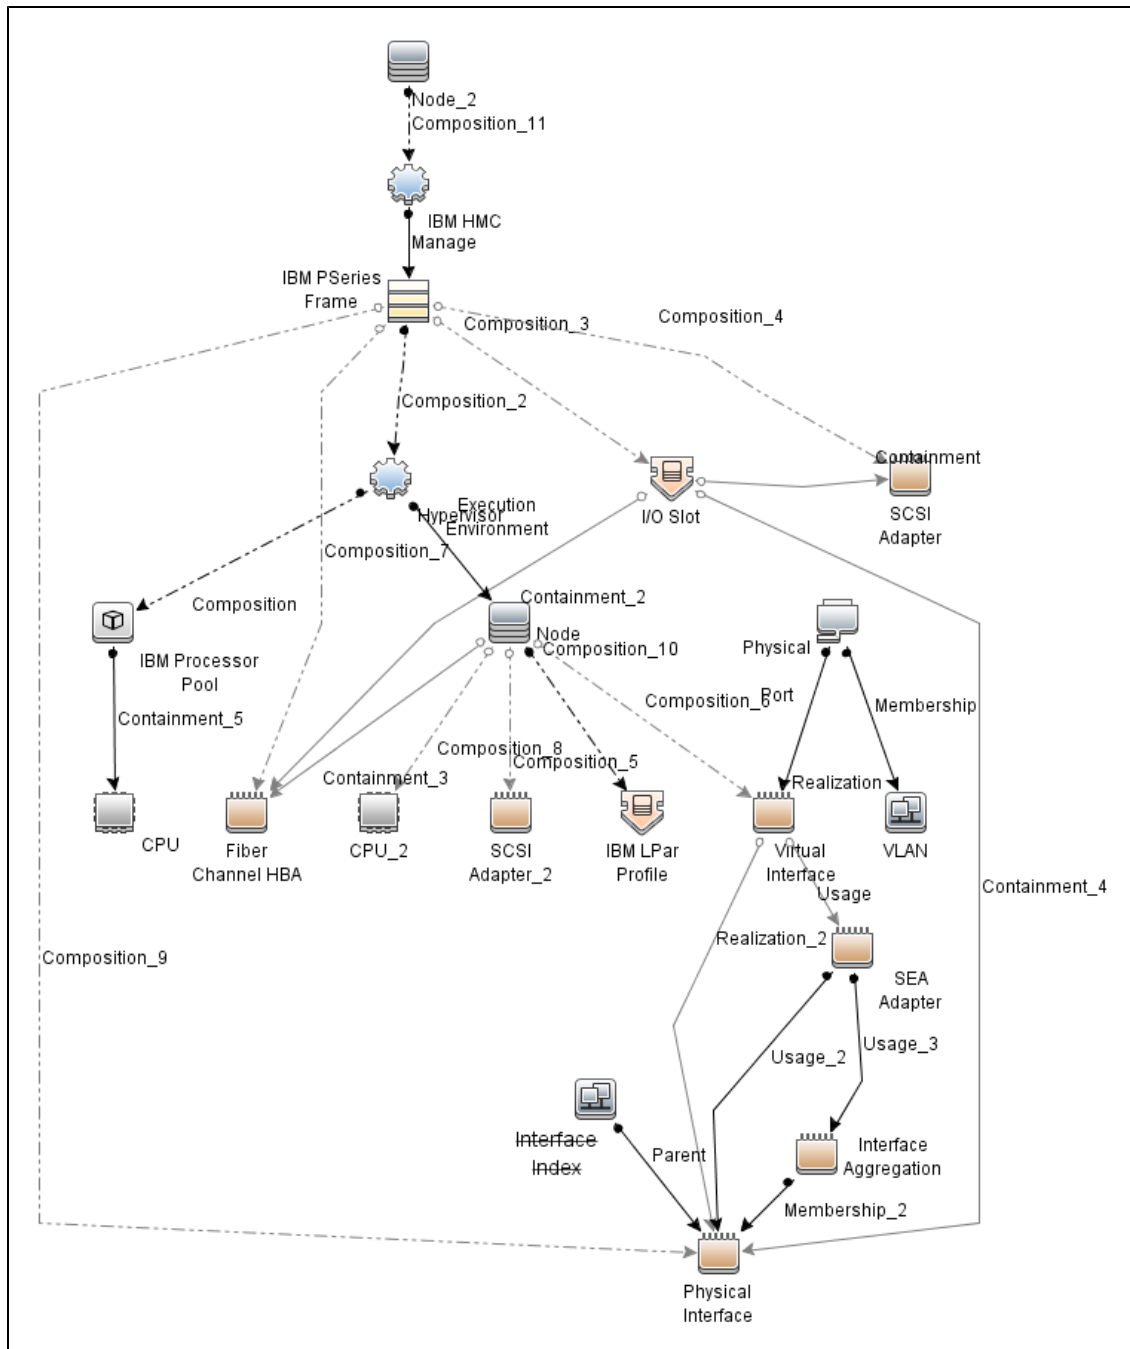 Node_2
Composition_11
IBM HMC
Manage
IBM PSeries
Frame
Composition_3
Composition_4
Composition_2
Containment
Hypervisor
Execution
Environment
I/O Slot
SCSI
Adapter
Composition_7
Composition
Containment_2
Node
Composition_10
Physical
Port
IBM Processor
Pool
Composition_6
Membership
Containment_5
Composition_8
Composition_5
Containment_3
Realization
CPU
Fiber
Channel HBA
CPU_2
SCSI
Adapter_2
IBM LPar
Profile
Virtual
Interface
VLAN
Usage
Containment_4
Realization_2
Composition_9
SEA
Adapter
Usage_3
Usage_2
Interface
Index
Parent
Interface
Aggregation
Membership_2
Physical
Interface